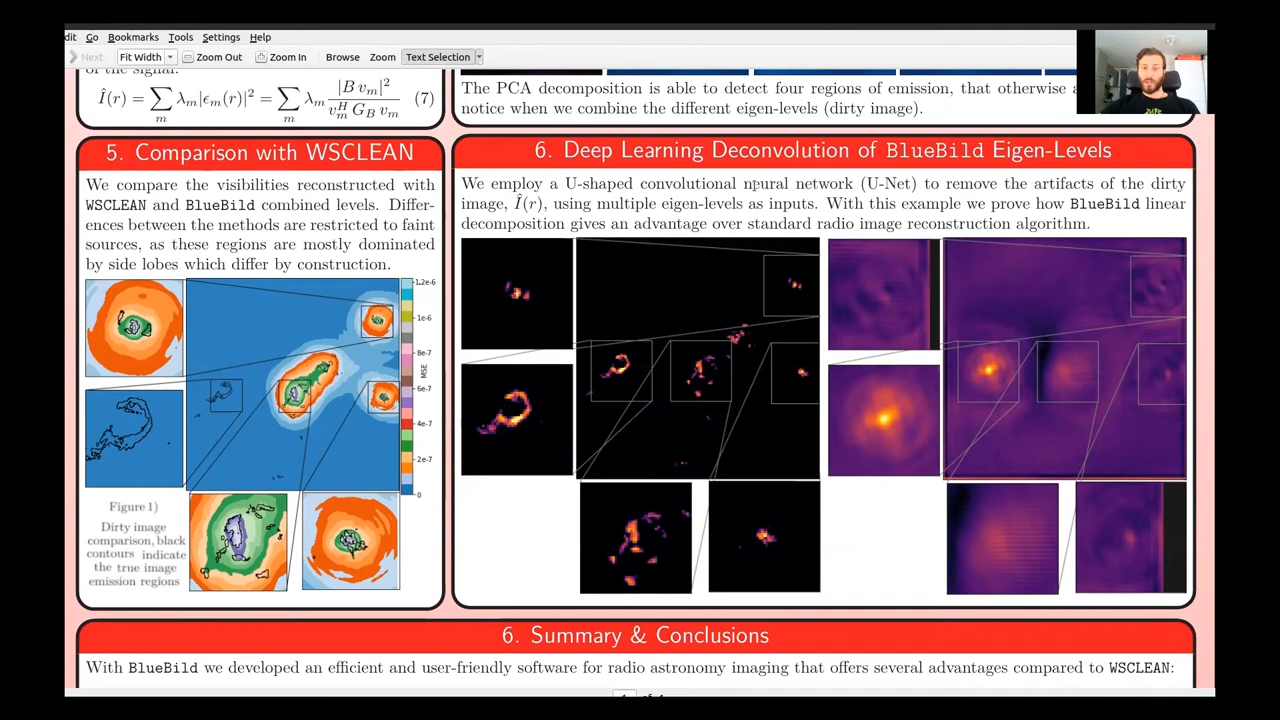 dit Go Bookmarks Tools Settings Help
Next Fit Width Zoom Out Zoom In Browse Zoom Text Selection
of the signal:
Î(r) = ∑_m λ_m|ϵ_m(r)|² = ∑_m λ_m |B v_m|² / (v_m^H G_B v_m) (7)
The PCA decomposition is able to detect four regions of emission, that otherwise
notice when we combine the different eigen-levels (dirty image).
5. Comparison with WSCLEAN
We compare the visibilities reconstructed with
WSCLEAN and BlueBild combined levels. Differ-
ences between the methods are restricted to faint
sources, as these regions are mostly dominated
by side lobes which differ by construction.
1.2e-6
1e-6
8e-7
6e-7
4e-7
2e-7
0
MSE
Figure 1)
Dirty image
comparison, black
contours indicate
the true image
emission regions
6. Deep Learning Deconvolution of BlueBild Eigen-Levels
We employ a U-shaped convolutional neural network (U-Net) to remove the artifacts of the dirty
image, Î(r), using multiple eigen-levels as inputs. With this example we prove how BlueBild linear
decomposition gives an advantage over standard radio image reconstruction algorithm.
6. Summary & Conclusions
With BlueBild we developed an efficient and user-friendly software for radio astronomy imaging that offers several advantages compared to WSCLEAN: